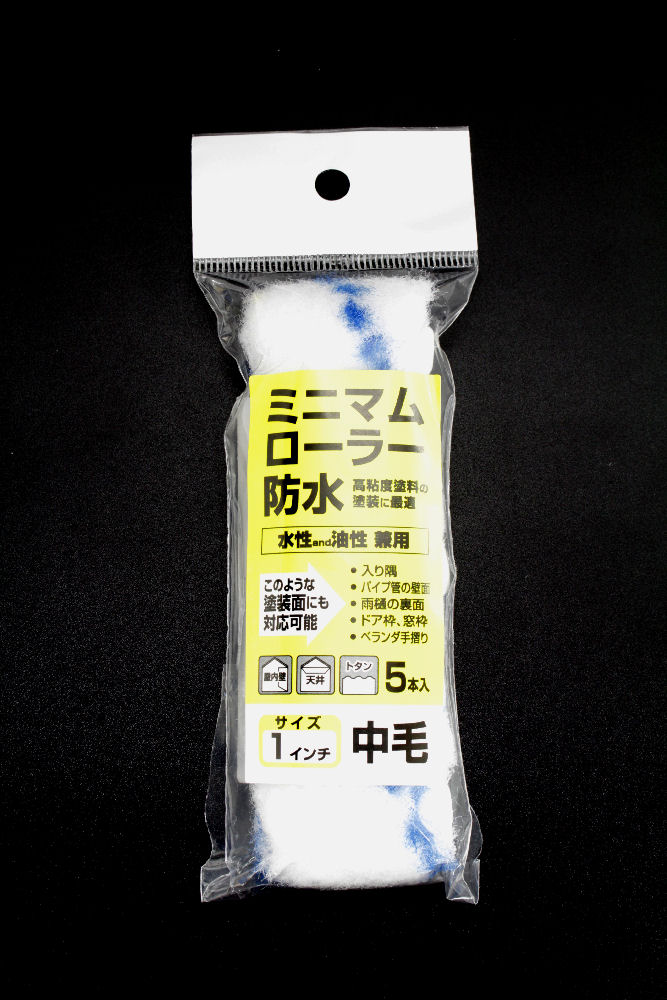 ミニマム
ローラー
防水 高粘度塗料の
塗装に最適
水性and油性 兼用
このような
塗装面にも
対応可能
• 入り隅
• パイプ管の壁面
• 雨樋の裏面
• ドア枠、窓枠
• ベランダ手摺り
屋内壁 天井 トタン 5本入
サイズ
1インチ 中毛